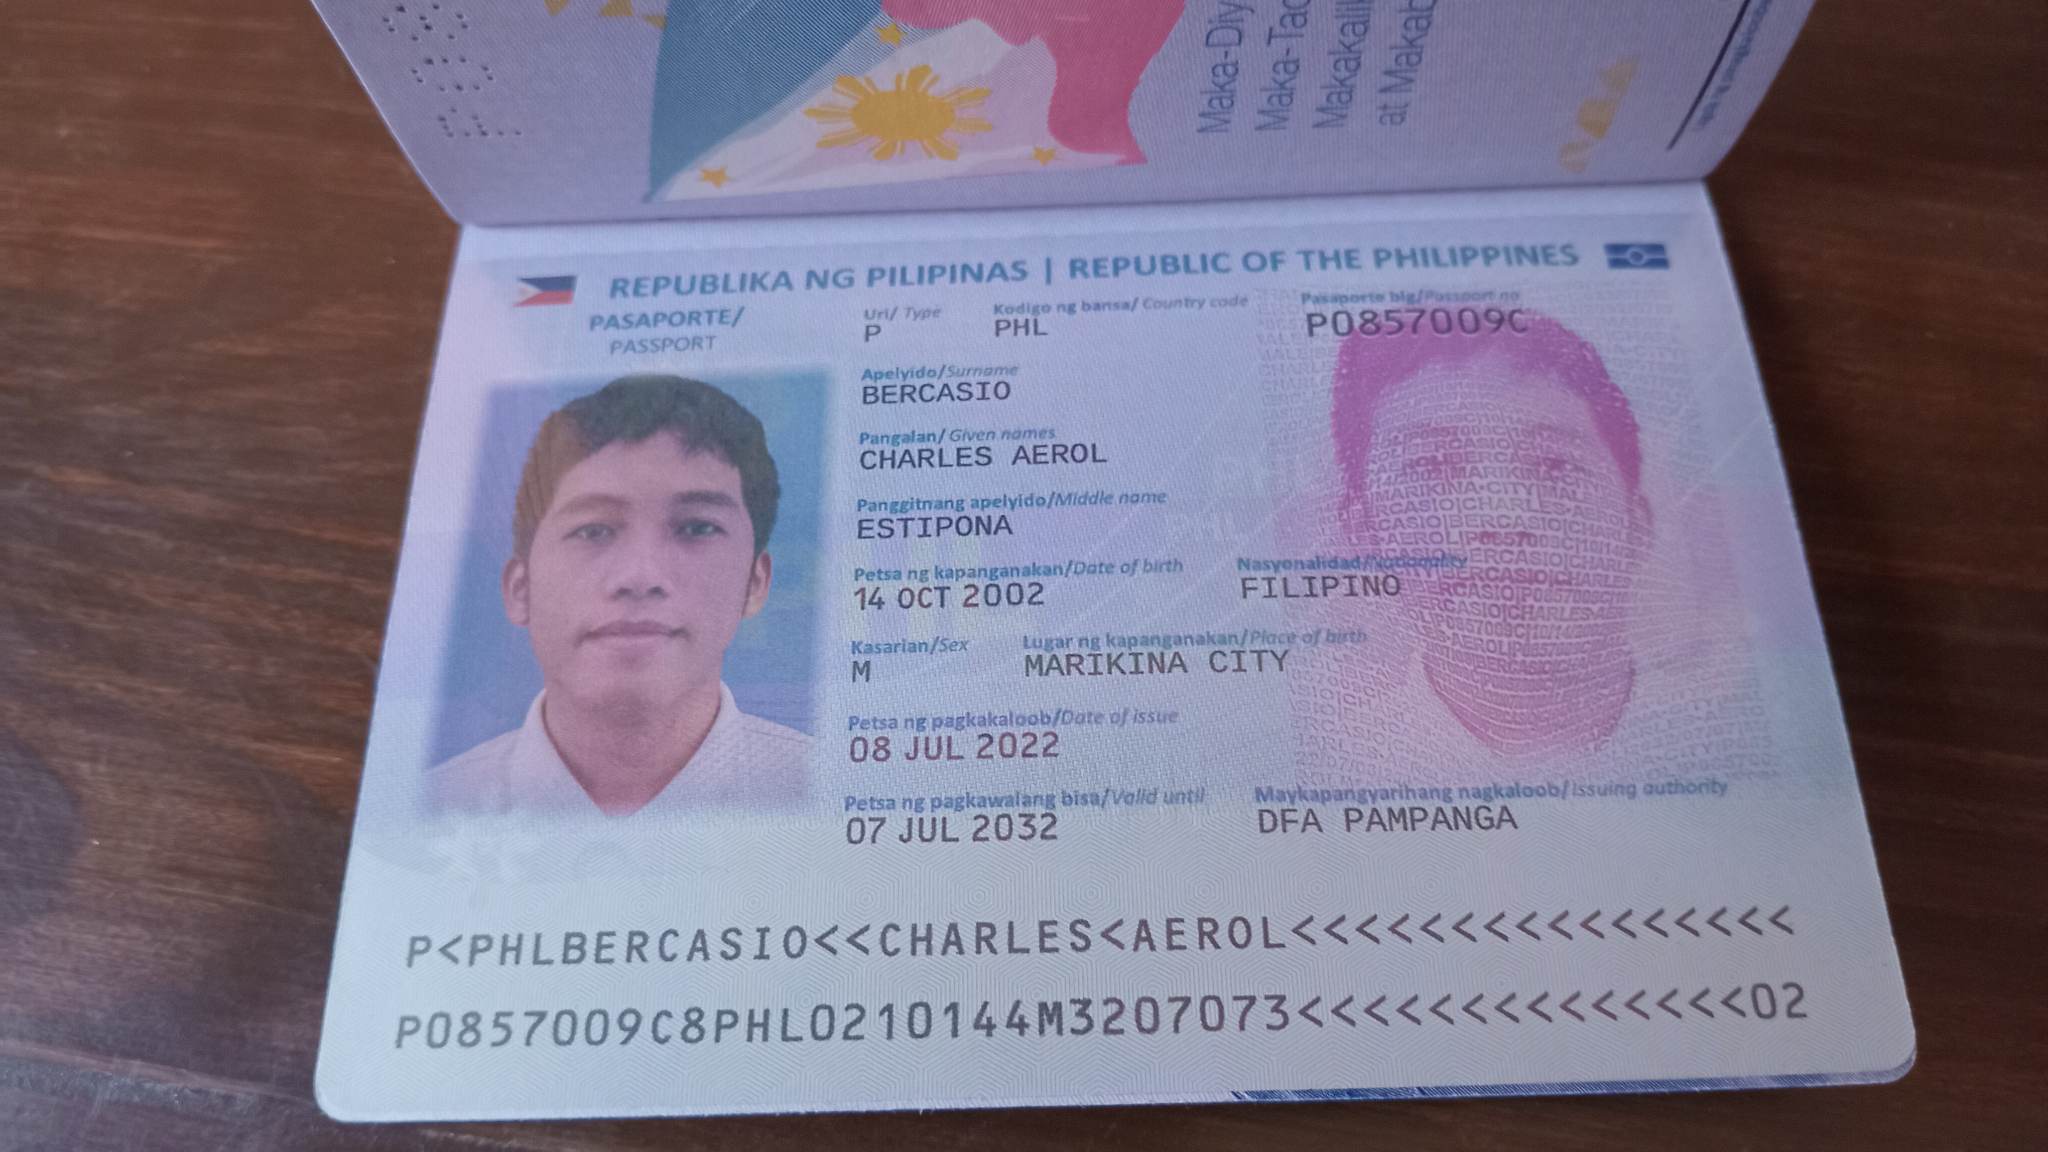 Maka-Diy
Maka-Tao
Makakali
at Makab
REPUBLIKA NG PILIPINAS | REPUBLIC OF THE PHILIPPINES
PASAPORTE/
PASSPORT
Uri/ Type
P
Kodigo ng bansa/ Country code
PHL
Pasaporte blg/Passport no
P0857009C
Apelyido/Surname
BERCASIO
Pangalan/ Given names
CHARLES AEROL
Panggitnang apelyido/Middle name
ESTIPONA
Petsa ng kapanganakan/Date of birth
14 OCT 2002
Nasyonalidad/Nationality
FILIPINO
Kasarian/Sex
M
Lugar ng kapanganakan/Place of birth
MARIKINA CITY
Petsa ng pagkakaloob/Date of issue
08 JUL 2022
Petsa ng pagkawalang bisa/Valid until
07 JUL 2032
Maykapangyarihang nagkaloob/Issuing authority
DFA PAMPANGA
P<PHLBERCASIO<<CHARLES<AEROL<<<<<<<<<<<<<<<<
P0857009C8PHL0210144M3207073<<<<<<<<<<<<<<02